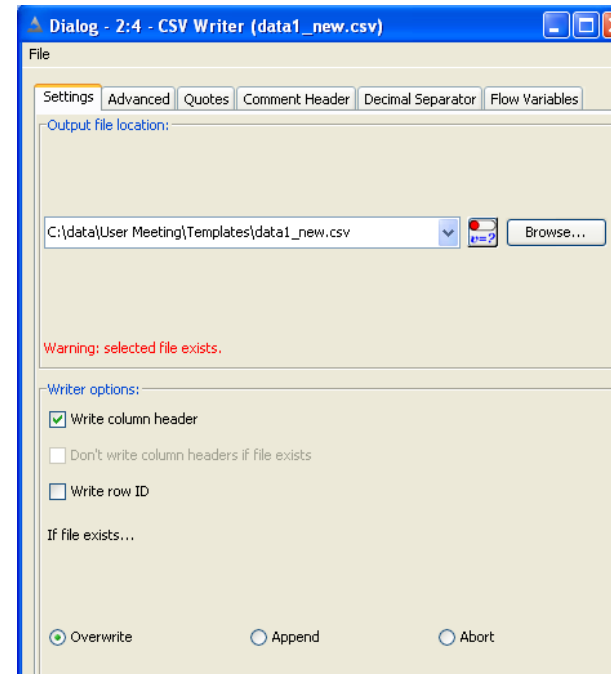 Dialog - 2:4 - CSV Writer (data1_new.csv)
File
Settings Advanced Quotes Comment Header Decimal Separator Flow Variables
Output file location:
C:\data\User Meeting\Templates\data1_new.csv v=? Browse...
Warning: selected file exists.
Writer options:
Write column header
Don't write column headers if file exists
Write row ID
If file exists...
Overwrite Append Abort